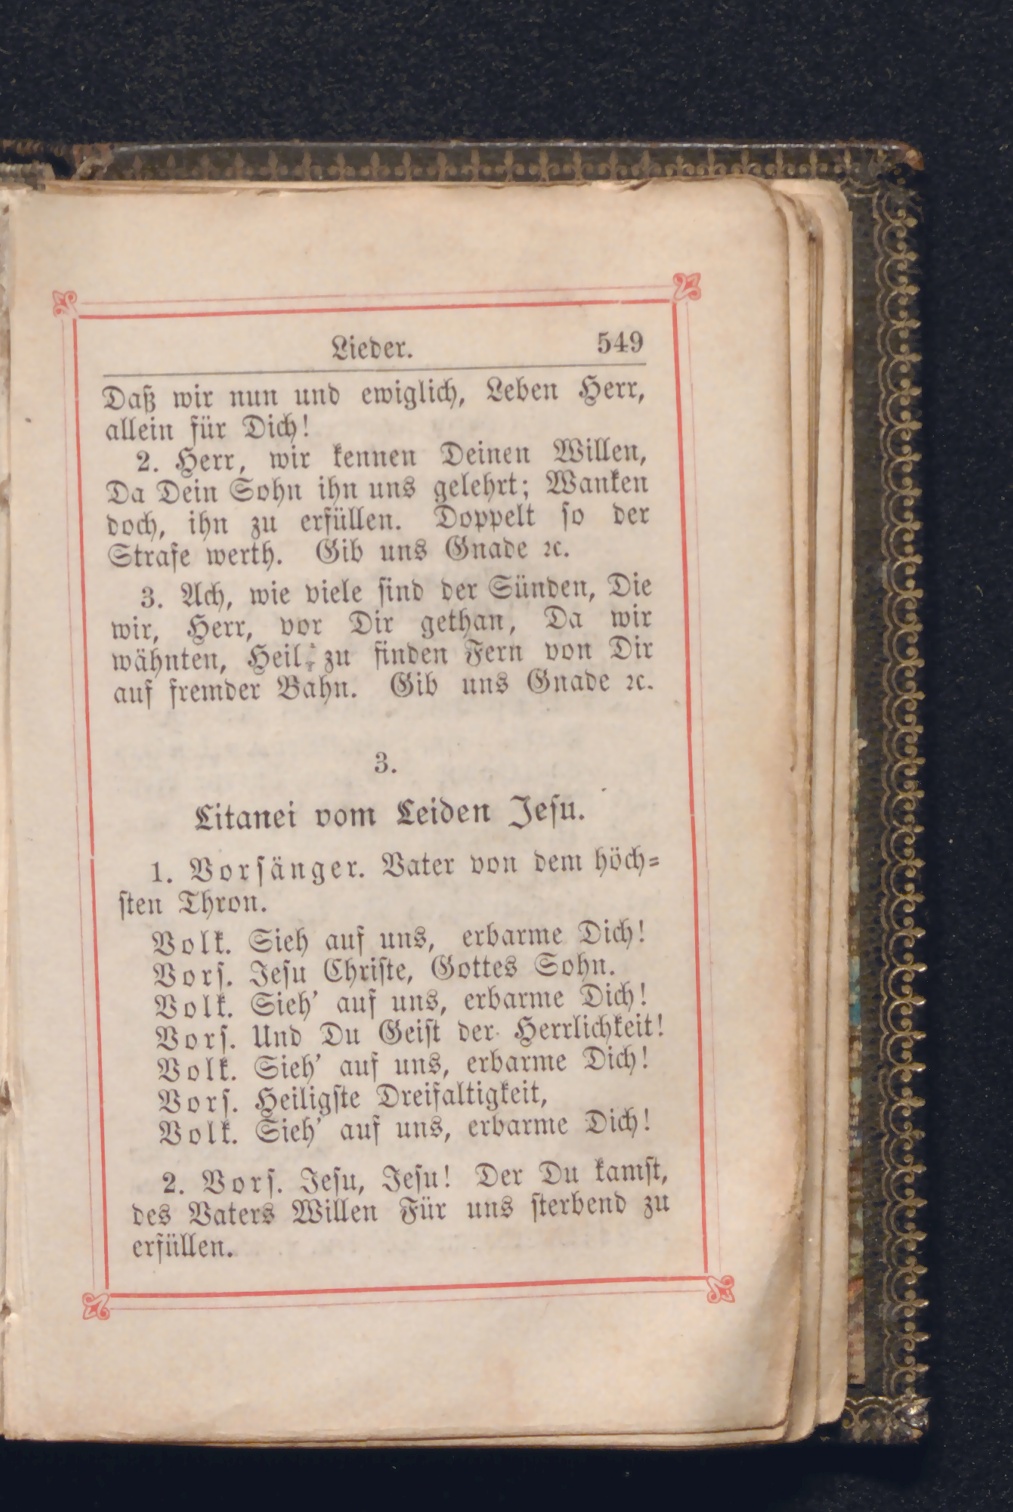 Lieder. 549
Daß wir nun und ewiglich, Leben Herr,
allein für Dich!
2. Herr, wir kennen Deinen Willen,
Da Dein Sohn ihn uns gelehrt; Wanken
doch, ihn zu erfüllen. Doppelt so der
Strafe werth. Gib uns Gnade ꝛc.
3. Ach, wie viele sind der Sünden, Die
wir, Herr, vor Dir gethan, Da wir
wähnten, Heil zu finden Fern von Dir
auf fremder Bahn. Gib uns Gnade ꝛc.
3.
Litanei vom Leiden Jesu.
1. Vorsänger. Vater von dem höch-
sten Thron.
Volk. Sieh auf uns, erbarme Dich!
Vors. Jesu Christe, Gottes Sohn.
Volk. Sieh' auf uns, erbarme Dich!
Vors. Und Du Geist der Herrlichkeit!
Volk. Sieh' auf uns, erbarme Dich!
Vors. Heiligste Dreifaltigkeit,
Volk. Sieh' auf uns, erbarme Dich!
2. Vors. Jesu, Jesu! Der Du kamst,
des Vaters Willen Für uns sterbend zu
erfüllen.